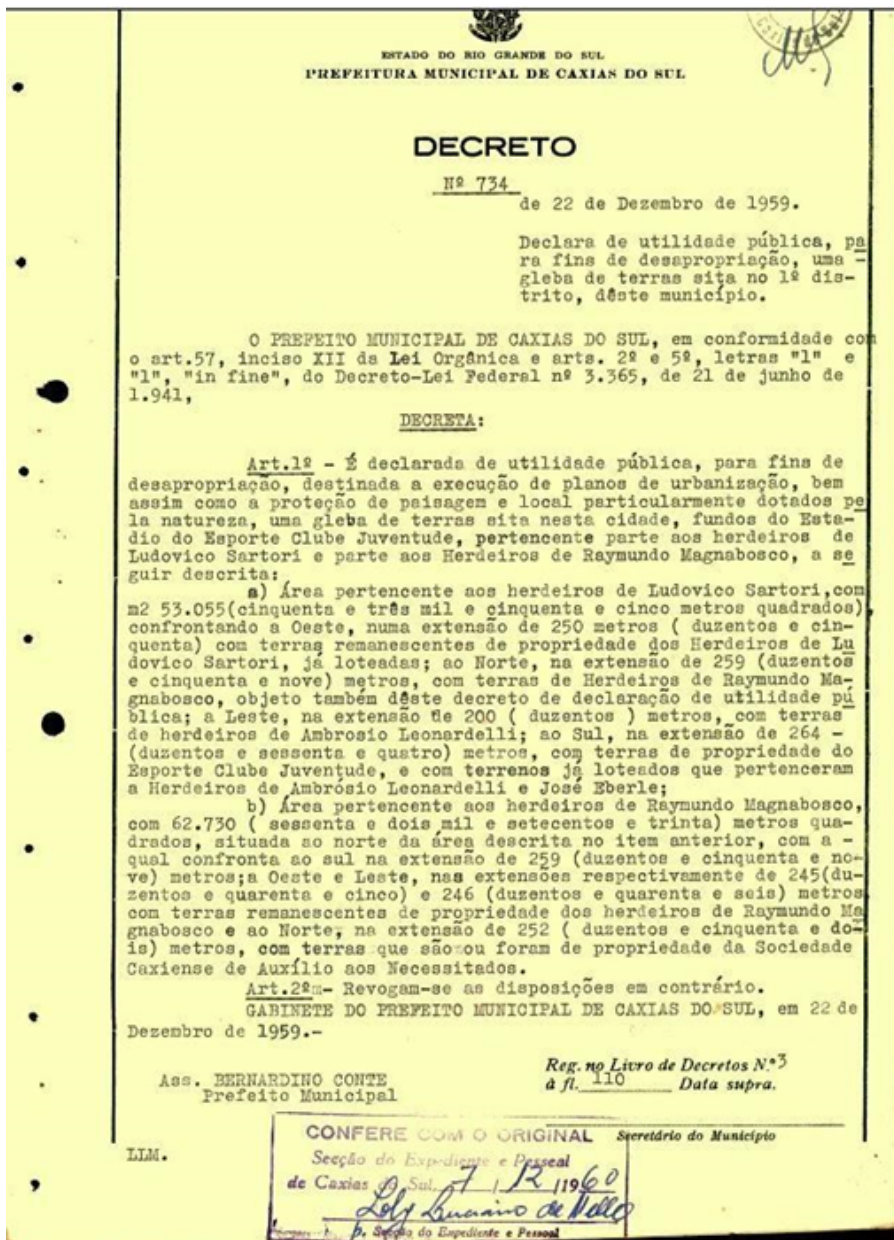 ESTADO DO RIO GRANDE DO SUL
PREFEITURA MUNICIPAL DE CAXIAS DO SUL
DECRETO
Nº 734
de 22 de Dezembro de 1959.
Declara de utilidade pública, pa
ra fins de desapropriação, uma -
gleba de terras sita no 1º dis-
trito, dêste município.
O PREFEITO MUNICIPAL DE CAXIAS DO SUL, em conformidade com
o art.57, inciso XII da Lei Orgânica e arts. 2º e 5º, letras "l" e
"l", "in fine", do Decreto-Lei Federal nº 3.365, de 21 de junho de
1.941,
DECRETA:
Art.1º - É declarada de utilidade pública, para fins de
desapropriação, destinada a execução de planos de urbanização, bem
assim como a proteção de paisagem e local particularmente dotados pe
la natureza, uma gleba de terras sita nesta cidade, fundos do Esta-
dio do Esporte Clube Juventude, pertencente parte aos herdeiros de
Ludovico Sartori e parte aos Herdeiros de Raymundo Magnabosco, a se
guir descrita:
a) Área pertencente aos herdeiros de Ludovico Sartori,com
m2 53.055(cinquenta e três mil e cinquenta e cinco metros quadrados)
confrontando a Oeste, numa extensão de 250 metros ( duzentos e cin-
quenta) com terras remanescentes de propriedade dos Herdeiros de Lu
dovico Sartori, já loteadas; ao Norte, na extensão de 259 (duzentos
e cinquenta e nove) metros, com terras de Herdeiros de Raymundo Ma-
gnabosco, objeto também dêste decreto de declaração de utilidade pú
blica; a Leste, na extensão de 200 ( duzentos ) metros, com terras
de herdeiros de Ambrosio Leonardelli; ao Sul, na extensão de 264 -
(duzentos e sessenta e quatro) metros, com terras de propriedade do
Esporte Clube Juventude, e com terrenos já loteados que pertenceram
a Herdeiros de Ambrósio Leonardelli e José Eberle;
b) Área pertencente aos herdeiros de Raymundo Magnabosco,
com 62.730 ( sessenta e dois mil e setecentos e trinta) metros qua-
drados, situada ao norte da área descrita no item anterior, com a -
qual confronta ao sul na extensão de 259 (duzentos e cinquenta e no-
ve) metros;a Oeste e Leste, nas extensões respectivamente de 245(du-
zentos e quarenta e cinco) e 246 (duzentos e quarenta e seis) metros
com terras remanescentes de propriedade dos herdeiros de Raymundo Ma
gnabosco e ao Norte, na extensão de 252 ( duzentos e cinquenta e do-
is) metros, com terras que são ou foram de propriedade da Sociedade
Caxiense de Auxílio aos Necessitados.
Art.2º - Revogam-se as disposições em contrário.
GABINETE DO PREFEITO MUNICIPAL DE CAXIAS DO SUL, em 22 de
Dezembro de 1959.-
Ass. BERNARDINO CONTE
Prefeito Municipal
Reg. no Livro de Decretos N.º 3
à fl. 110 Data supra.
Secretário do Município
LLM.
CONFERE COM O ORIGINAL
Secção do Expediente e Pessoal
de Caxias do Sul, 7 / 12 / 1960
p. Secção do Expediente e Pessoal